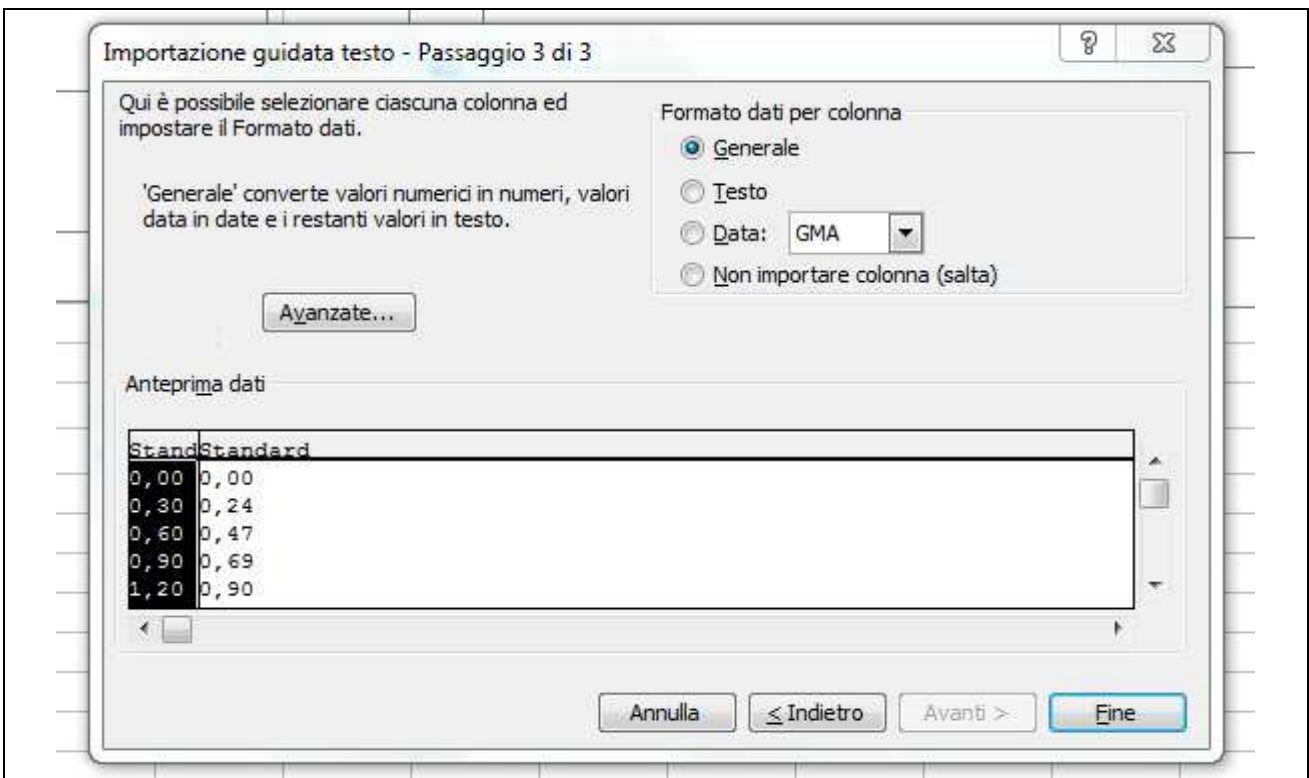 Importazione guidata testo - Passaggio 3 di 3
Qui è possibile selezionare ciascuna colonna ed
impostare il Formato dati.
'Generale' converte valori numerici in numeri, valori
data in date e i restanti valori in testo.
Avanzate...
Formato dati per colonna
Generale
Testo
Data: GMA
Non importare colonna (salta)
Anteprima dati
Stand Standard
0,00 0,00
0,30 0,24
0,60 0,47
0,90 0,69
1,20 0,90
Annulla < Indietro Avanti > Fine